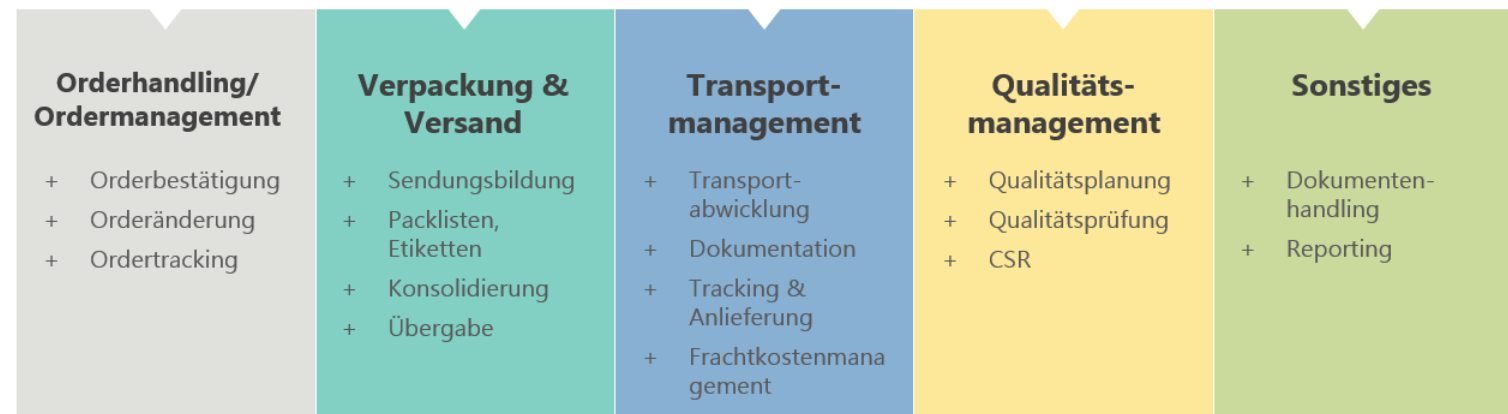 Orderhandling/
Ordermanagement
+ Orderbestätigung
+ Orderänderung
+ Ordertracking
Verpackung &
Versand
+ Sendungsbildung
+ Packlisten,
Etiketten
+ Konsolidierung
+ Übergabe
Transport-
management
+ Transport-
abwicklung
+ Dokumentation
+ Tracking &
Anlieferung
+ Frachtkostenmana
gement
Qualitäts-
management
+ Qualitätsplanung
+ Qualitätsprüfung
+ CSR
Sonstiges
+ Dokumenten-
handling
+ Reporting